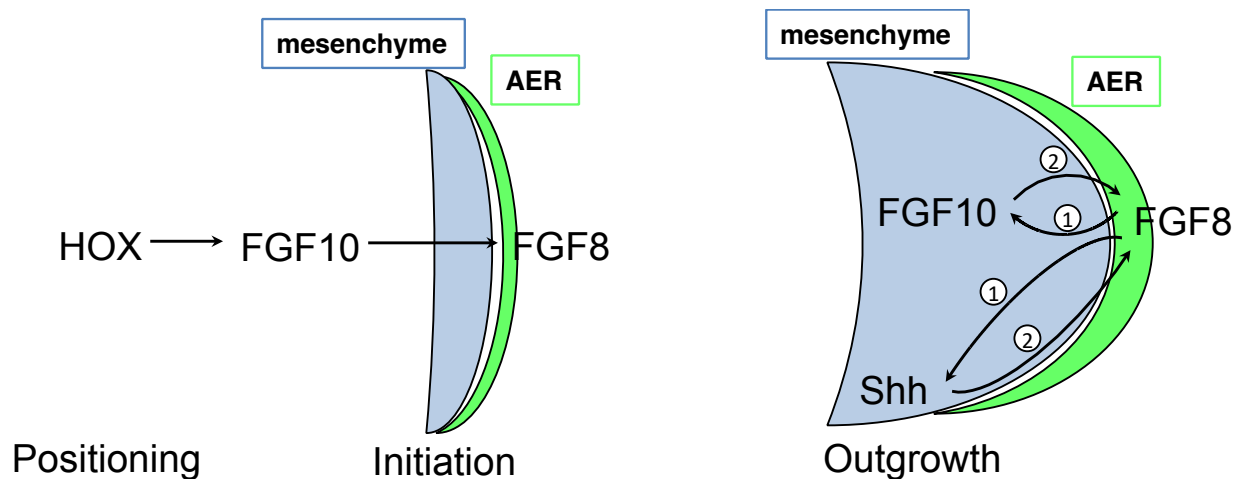 mesenchyme
AER
HOX
FGF10
FGF8
Positioning
Initiation
mesenchyme
AER
2
FGF10
1
FGF8
1
2
Shh
Outgrowth